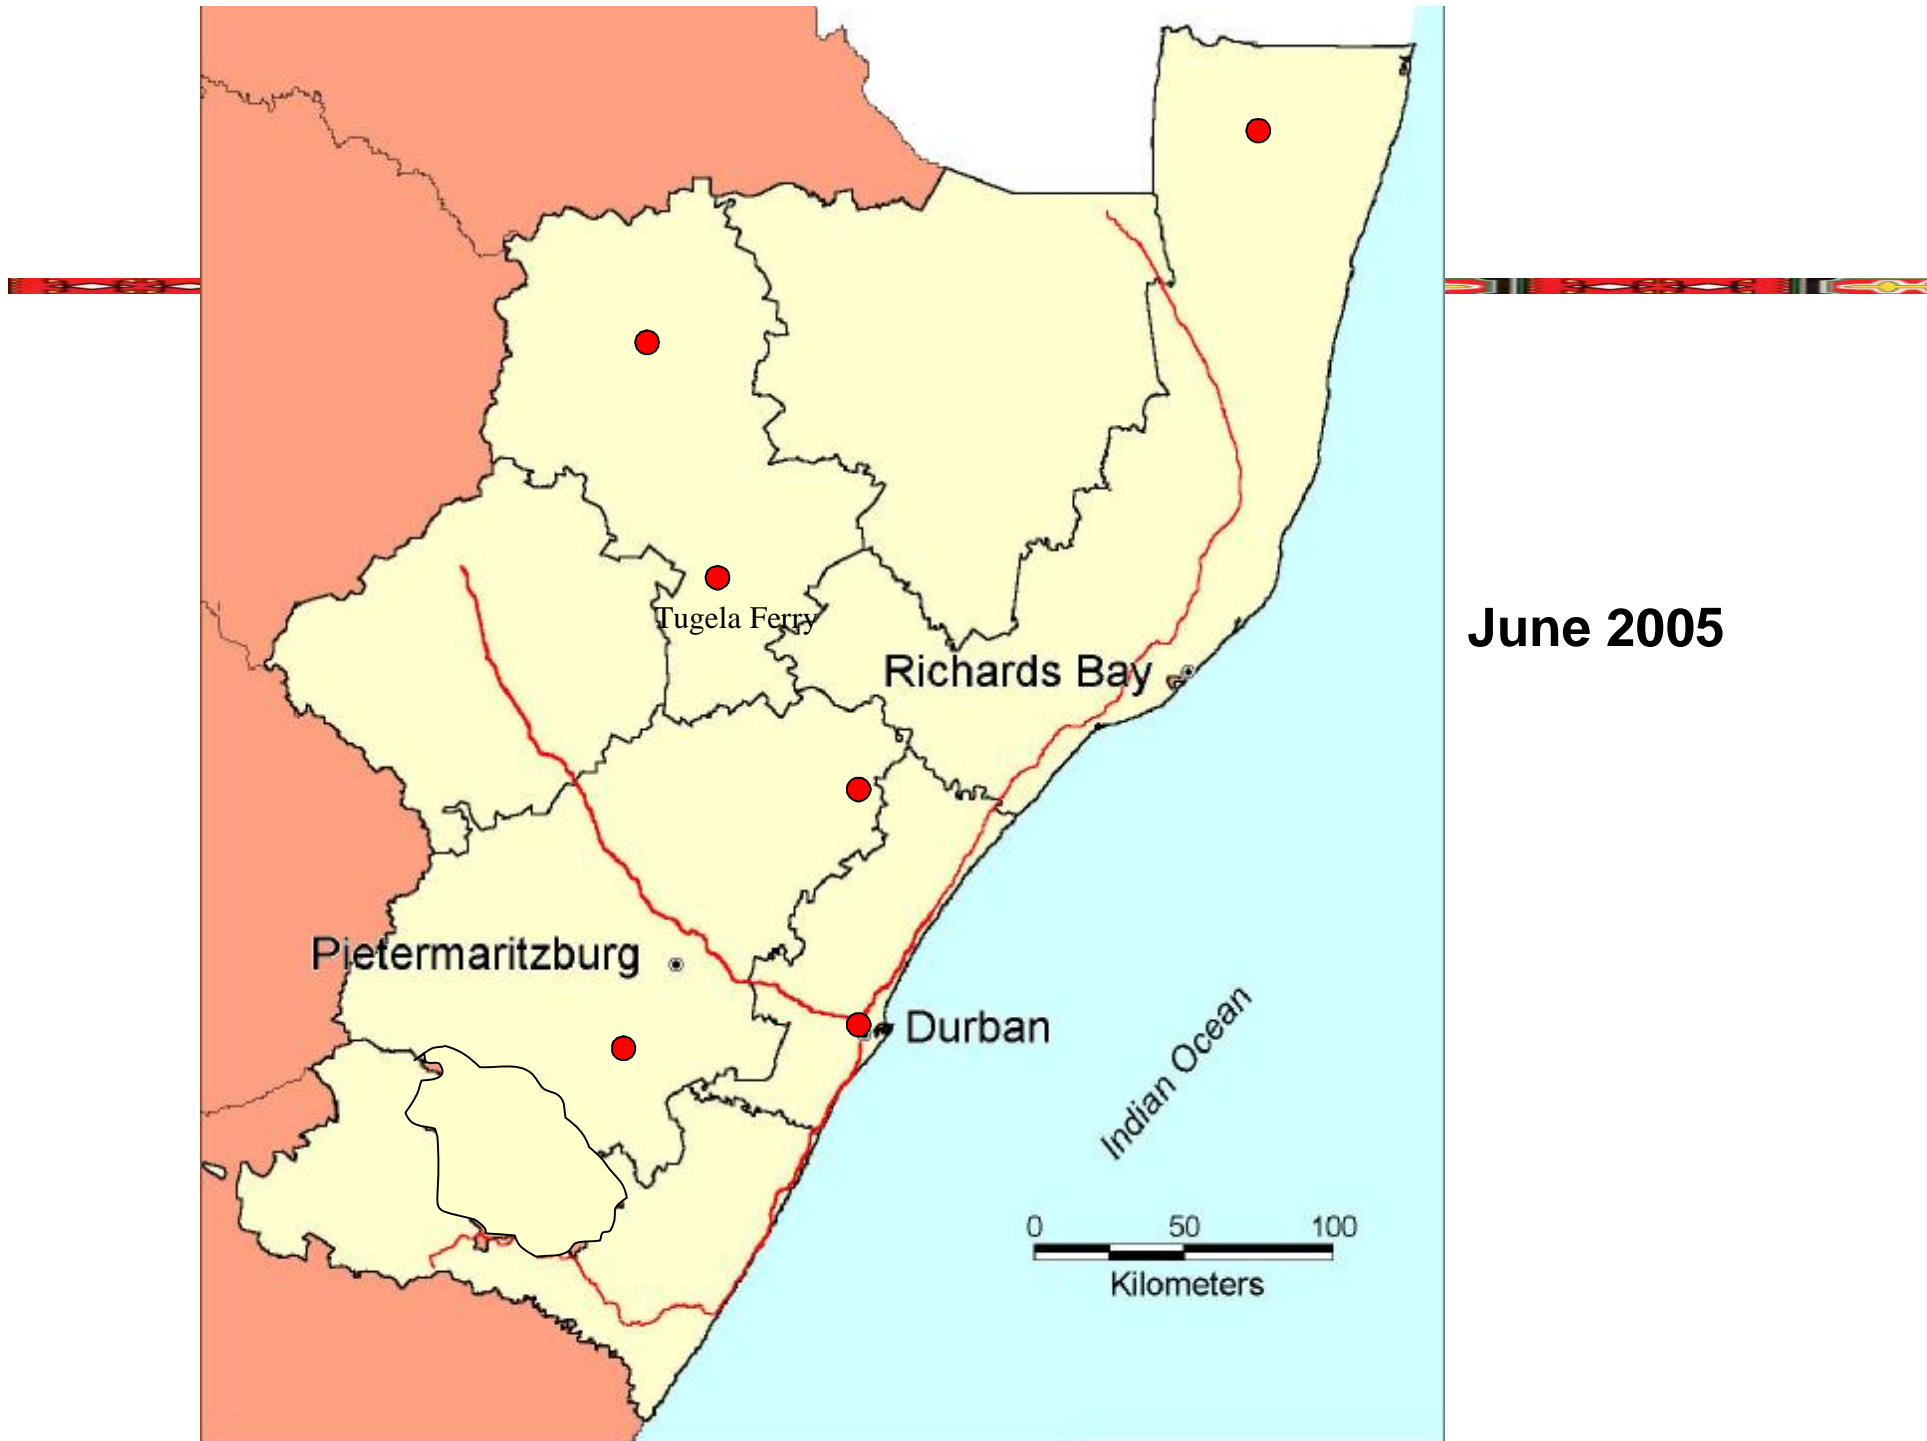 Tugela Ferry
June 2005
Richards Bay
Pietermaritzburg
Durban
Indian Ocean
0 50 100
Kilometers